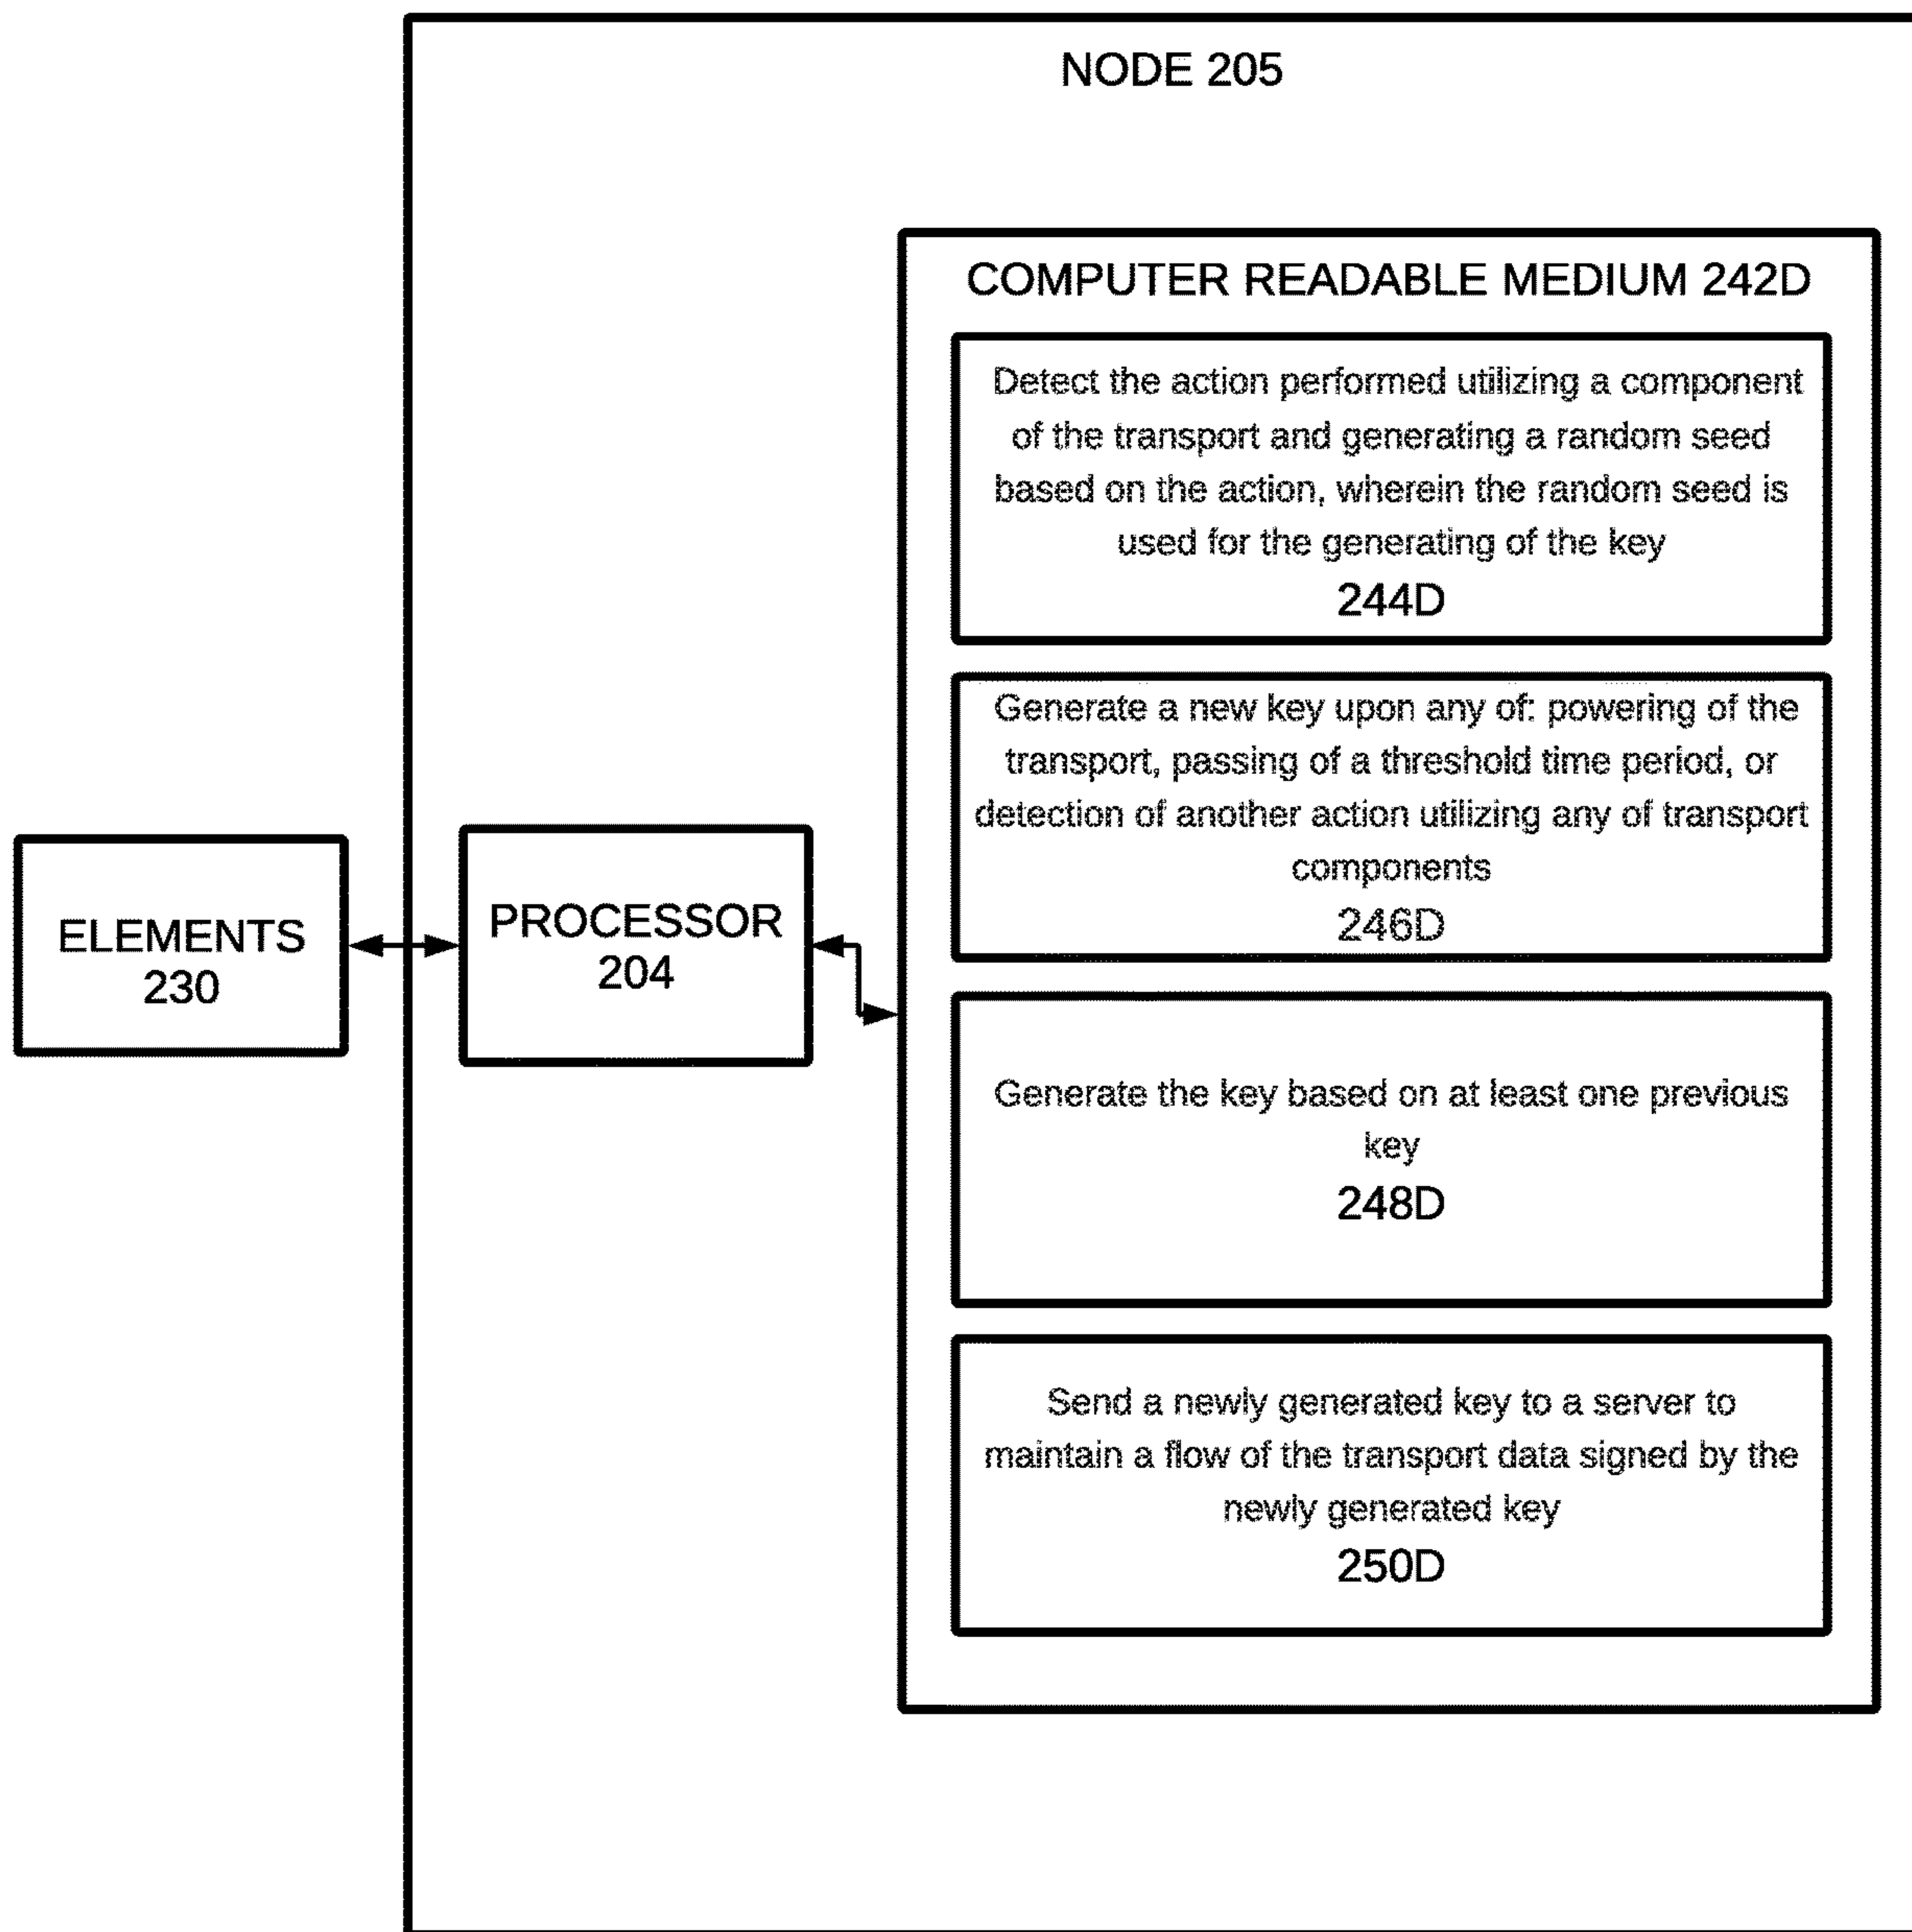 NODE 205
COMPUTER READABLE MEDIUM 242D
Detect the action performed utilizing a component
of the transport and generating a random seed
based on the action, wherein the random seed is
used for the generating of the key
244D
Generate a new key upon any of: powering of the
transport, passing of a threshold time period, or
detection of another action utilizing any of transport
components
246D
ELEMENTS
230
PROCESSOR
204
Generate the key based on at least one previous
key
248D
Send a newly generated key to a server to
maintain a flow of the transport data signed by the
newly generated key
250D